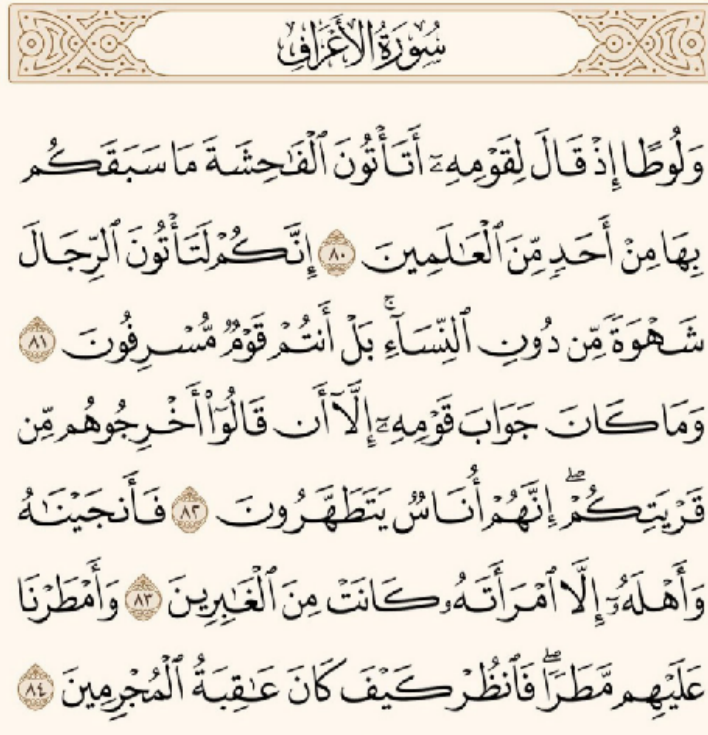 سُورَةُ الأَعْرَافِ
وَلُوطًا إِذْ قَالَ لِقَوْمِهِۦٓ أَتَأْتُونَ ٱلْفَٰحِشَةَ مَا سَبَقَكُم
بِهَا مِنْ أَحَدٍ مِّنَ ٱلْعَٰلَمِينَ ٨٠ إِنَّكُمْ لَتَأْتُونَ ٱلرِّجَالَ
شَهْوَةً مِّن دُونِ ٱلنِّسَآءِۚ بَلْ أَنتُمْ قَوْمٌ مُّسْرِفُونَ ٨١
وَمَا كَانَ جَوَابَ قَوْمِهِۦٓ إِلَّآ أَن قَالُوٓا۟ أَخْرِجُوهُم مِّن
قَرْيَتِكُمْۖ إِنَّهُمْ أُنَاسٌ يَتَطَهَّرُونَ ٨٢ فَأَنجَيْنَٰهُ
وَأَهْلَهُۥٓ إِلَّا ٱمْرَأَتَهُۥ كَانَتْ مِنَ ٱلْغَٰبِرِينَ ٨٣ وَأَمْطَرْنَا
عَلَيْهِم مَّطَرًاۖ فَٱنظُرْ كَيْفَ كَانَ عَٰقِبَةُ ٱلْمُجْرِمِينَ ٨٤